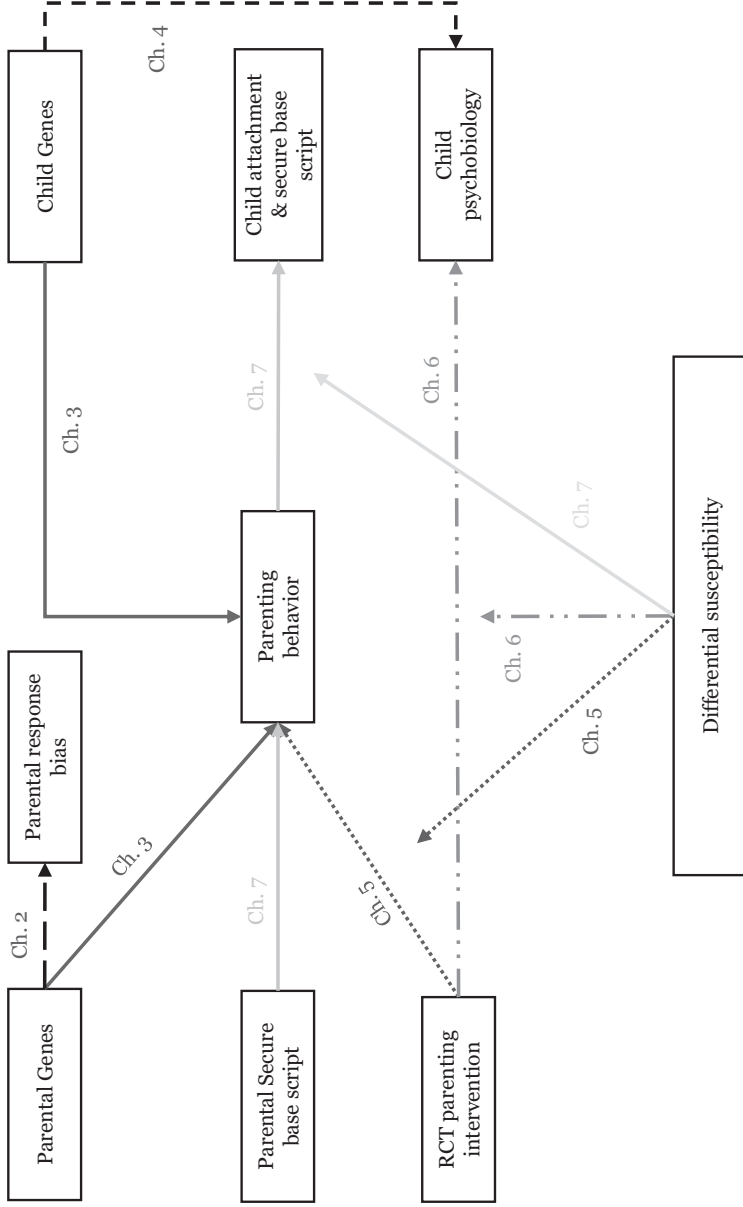 Parental Genes
Ch. 2
Parental response
bias
Ch. 3
Ch. 3
Child Genes
Ch. 4
Parental Secure
base script
Ch. 7
Parenting
behavior
Ch. 7
Child attachment
& secure base
script
RCT parenting
intervention
Ch. 5
Ch. 6
Child
psychobiology
Ch. 5
Ch. 6
Ch. 7
Differential susceptibility